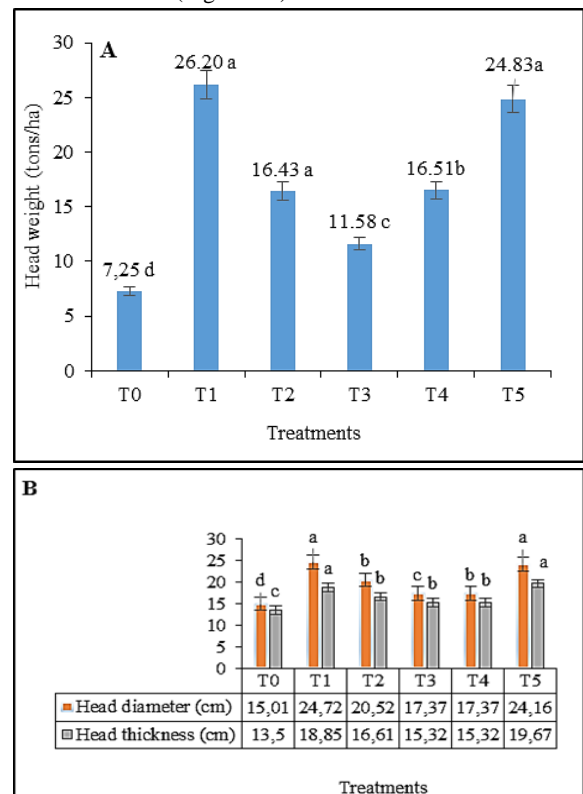 A
Head weight (tons/ha)
30
25
20
15
10
5
0
7,25 d
26.20 a
16.43 a
11.58 c
16.51b
24.83a
T0 T1 T2 T3 T4 T5
Treatments
B
30
25
20
15
10
5
0
d c a a b b c b b b a a
T0 T1 T2 T3 T4 T5
Head diameter (cm) 15,01 24,72 20,52 17,37 17,37 24,16
Head thickness (cm) 13,5 18,85 16,61 15,32 15,32 19,67
Treatments